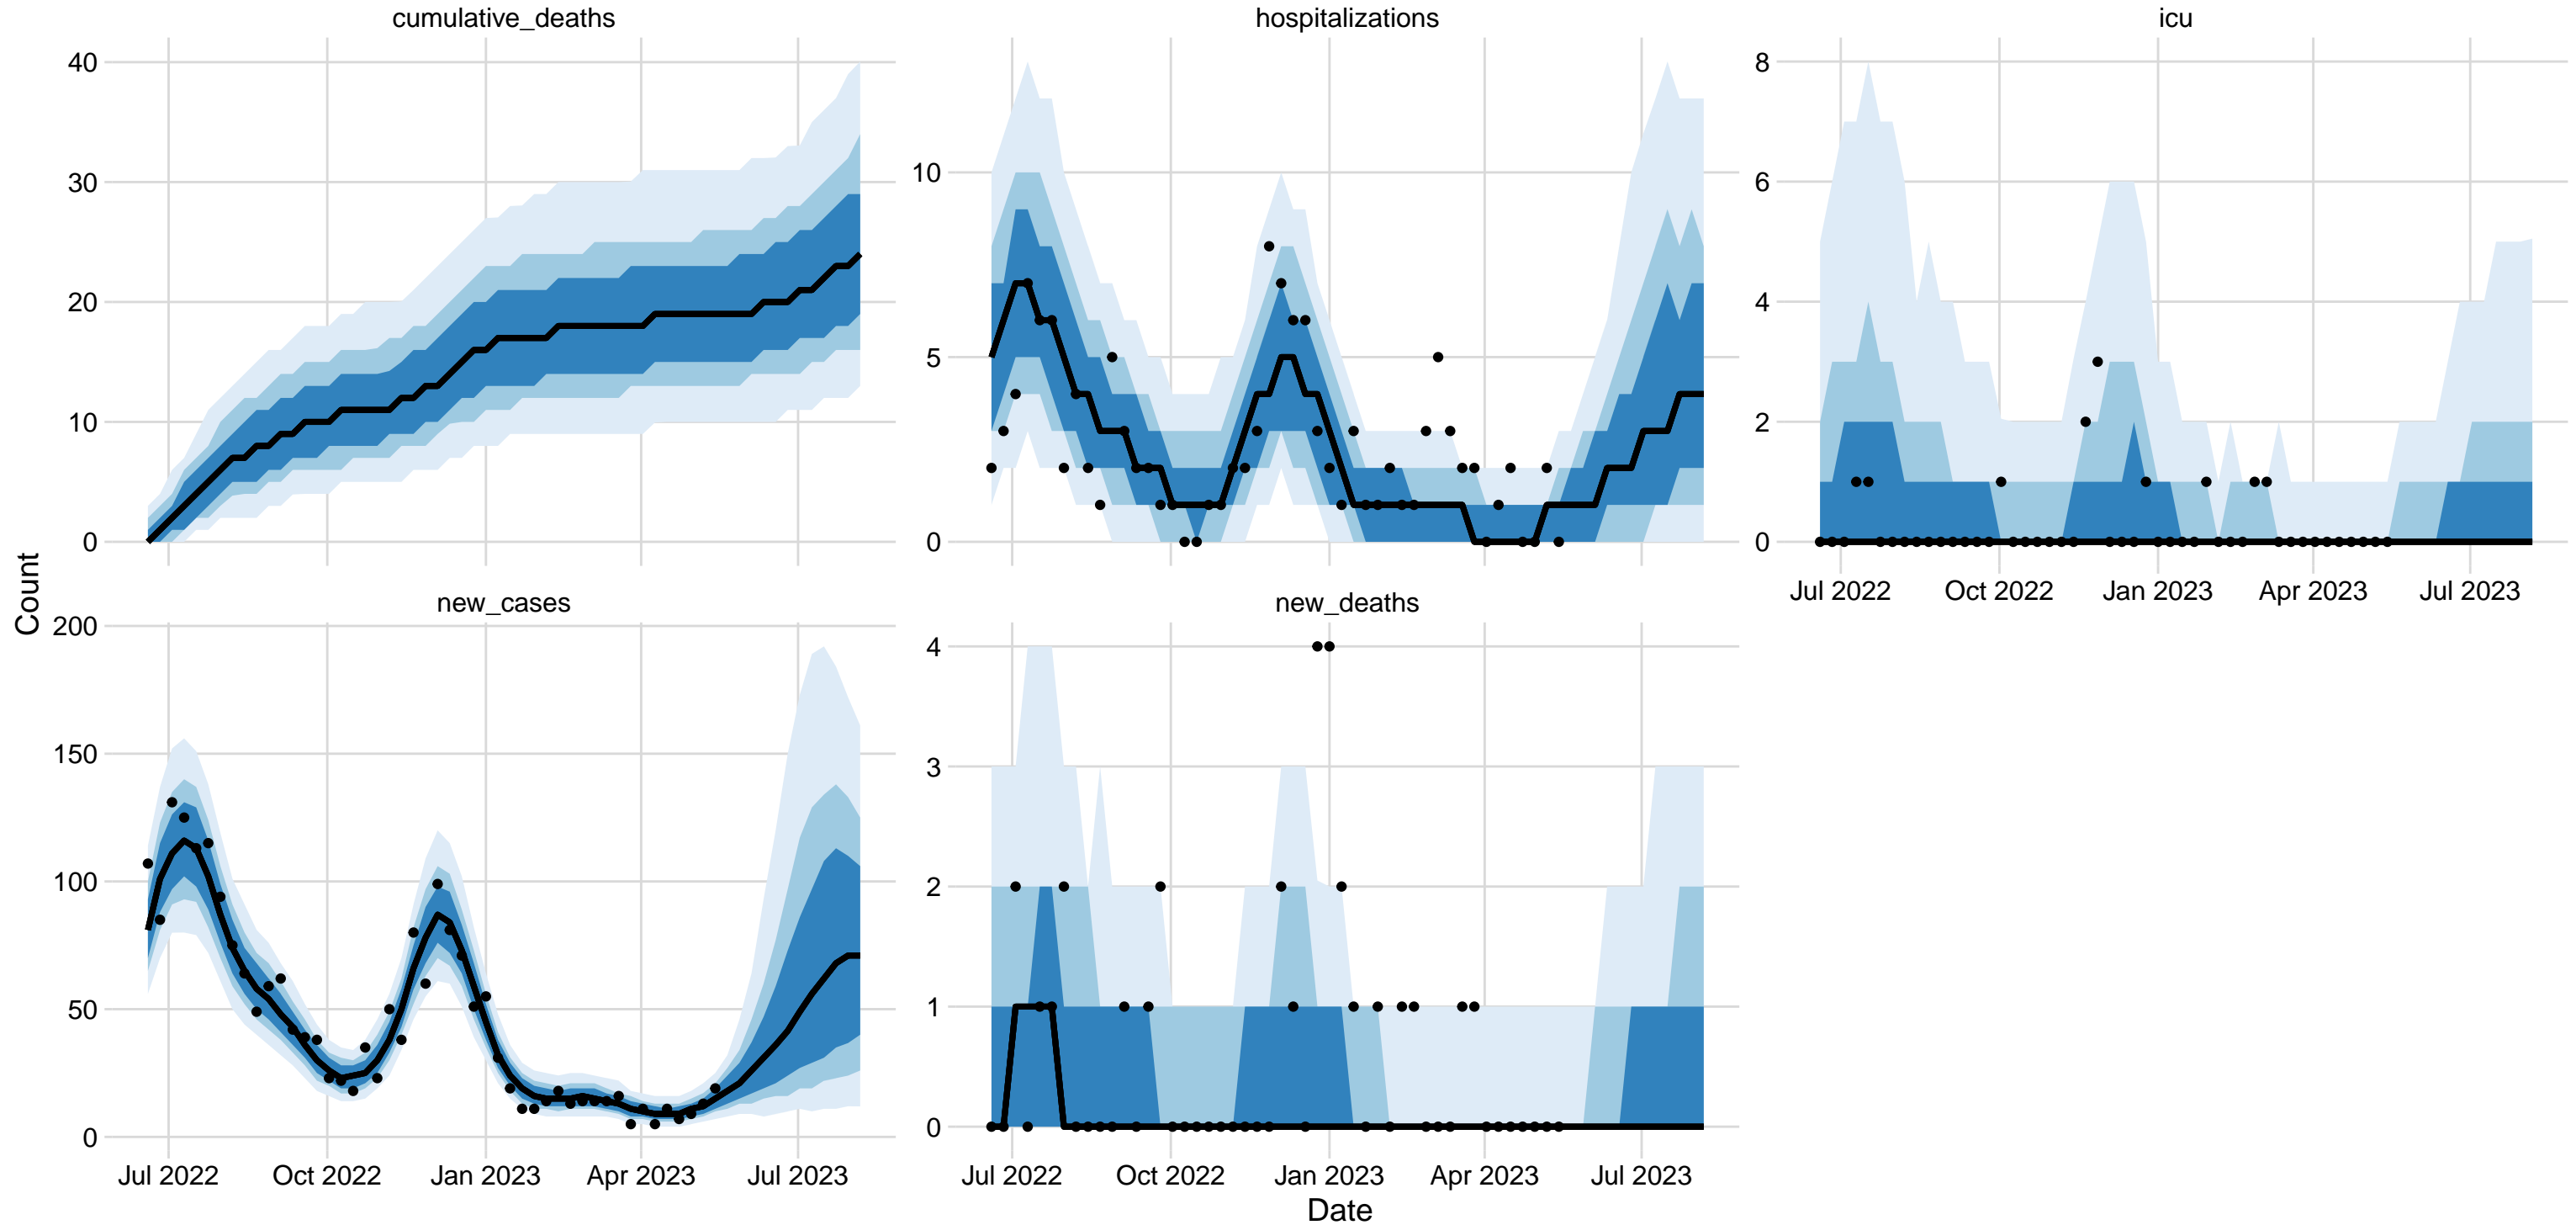 cumulative_deaths
40
30
20
10
0
hospitalizations
10
5
0
icu
8
6
4
2
0
Jul 2022 Oct 2022 Jan 2023 Apr 2023 Jul 2023
Count
new_cases
200
150
100
50
0
Jul 2022 Oct 2022 Jan 2023 Apr 2023 Jul 2023
new_deaths
4
3
2
1
0
Jul 2022 Oct 2022 Jan 2023 Apr 2023 Jul 2023
Date